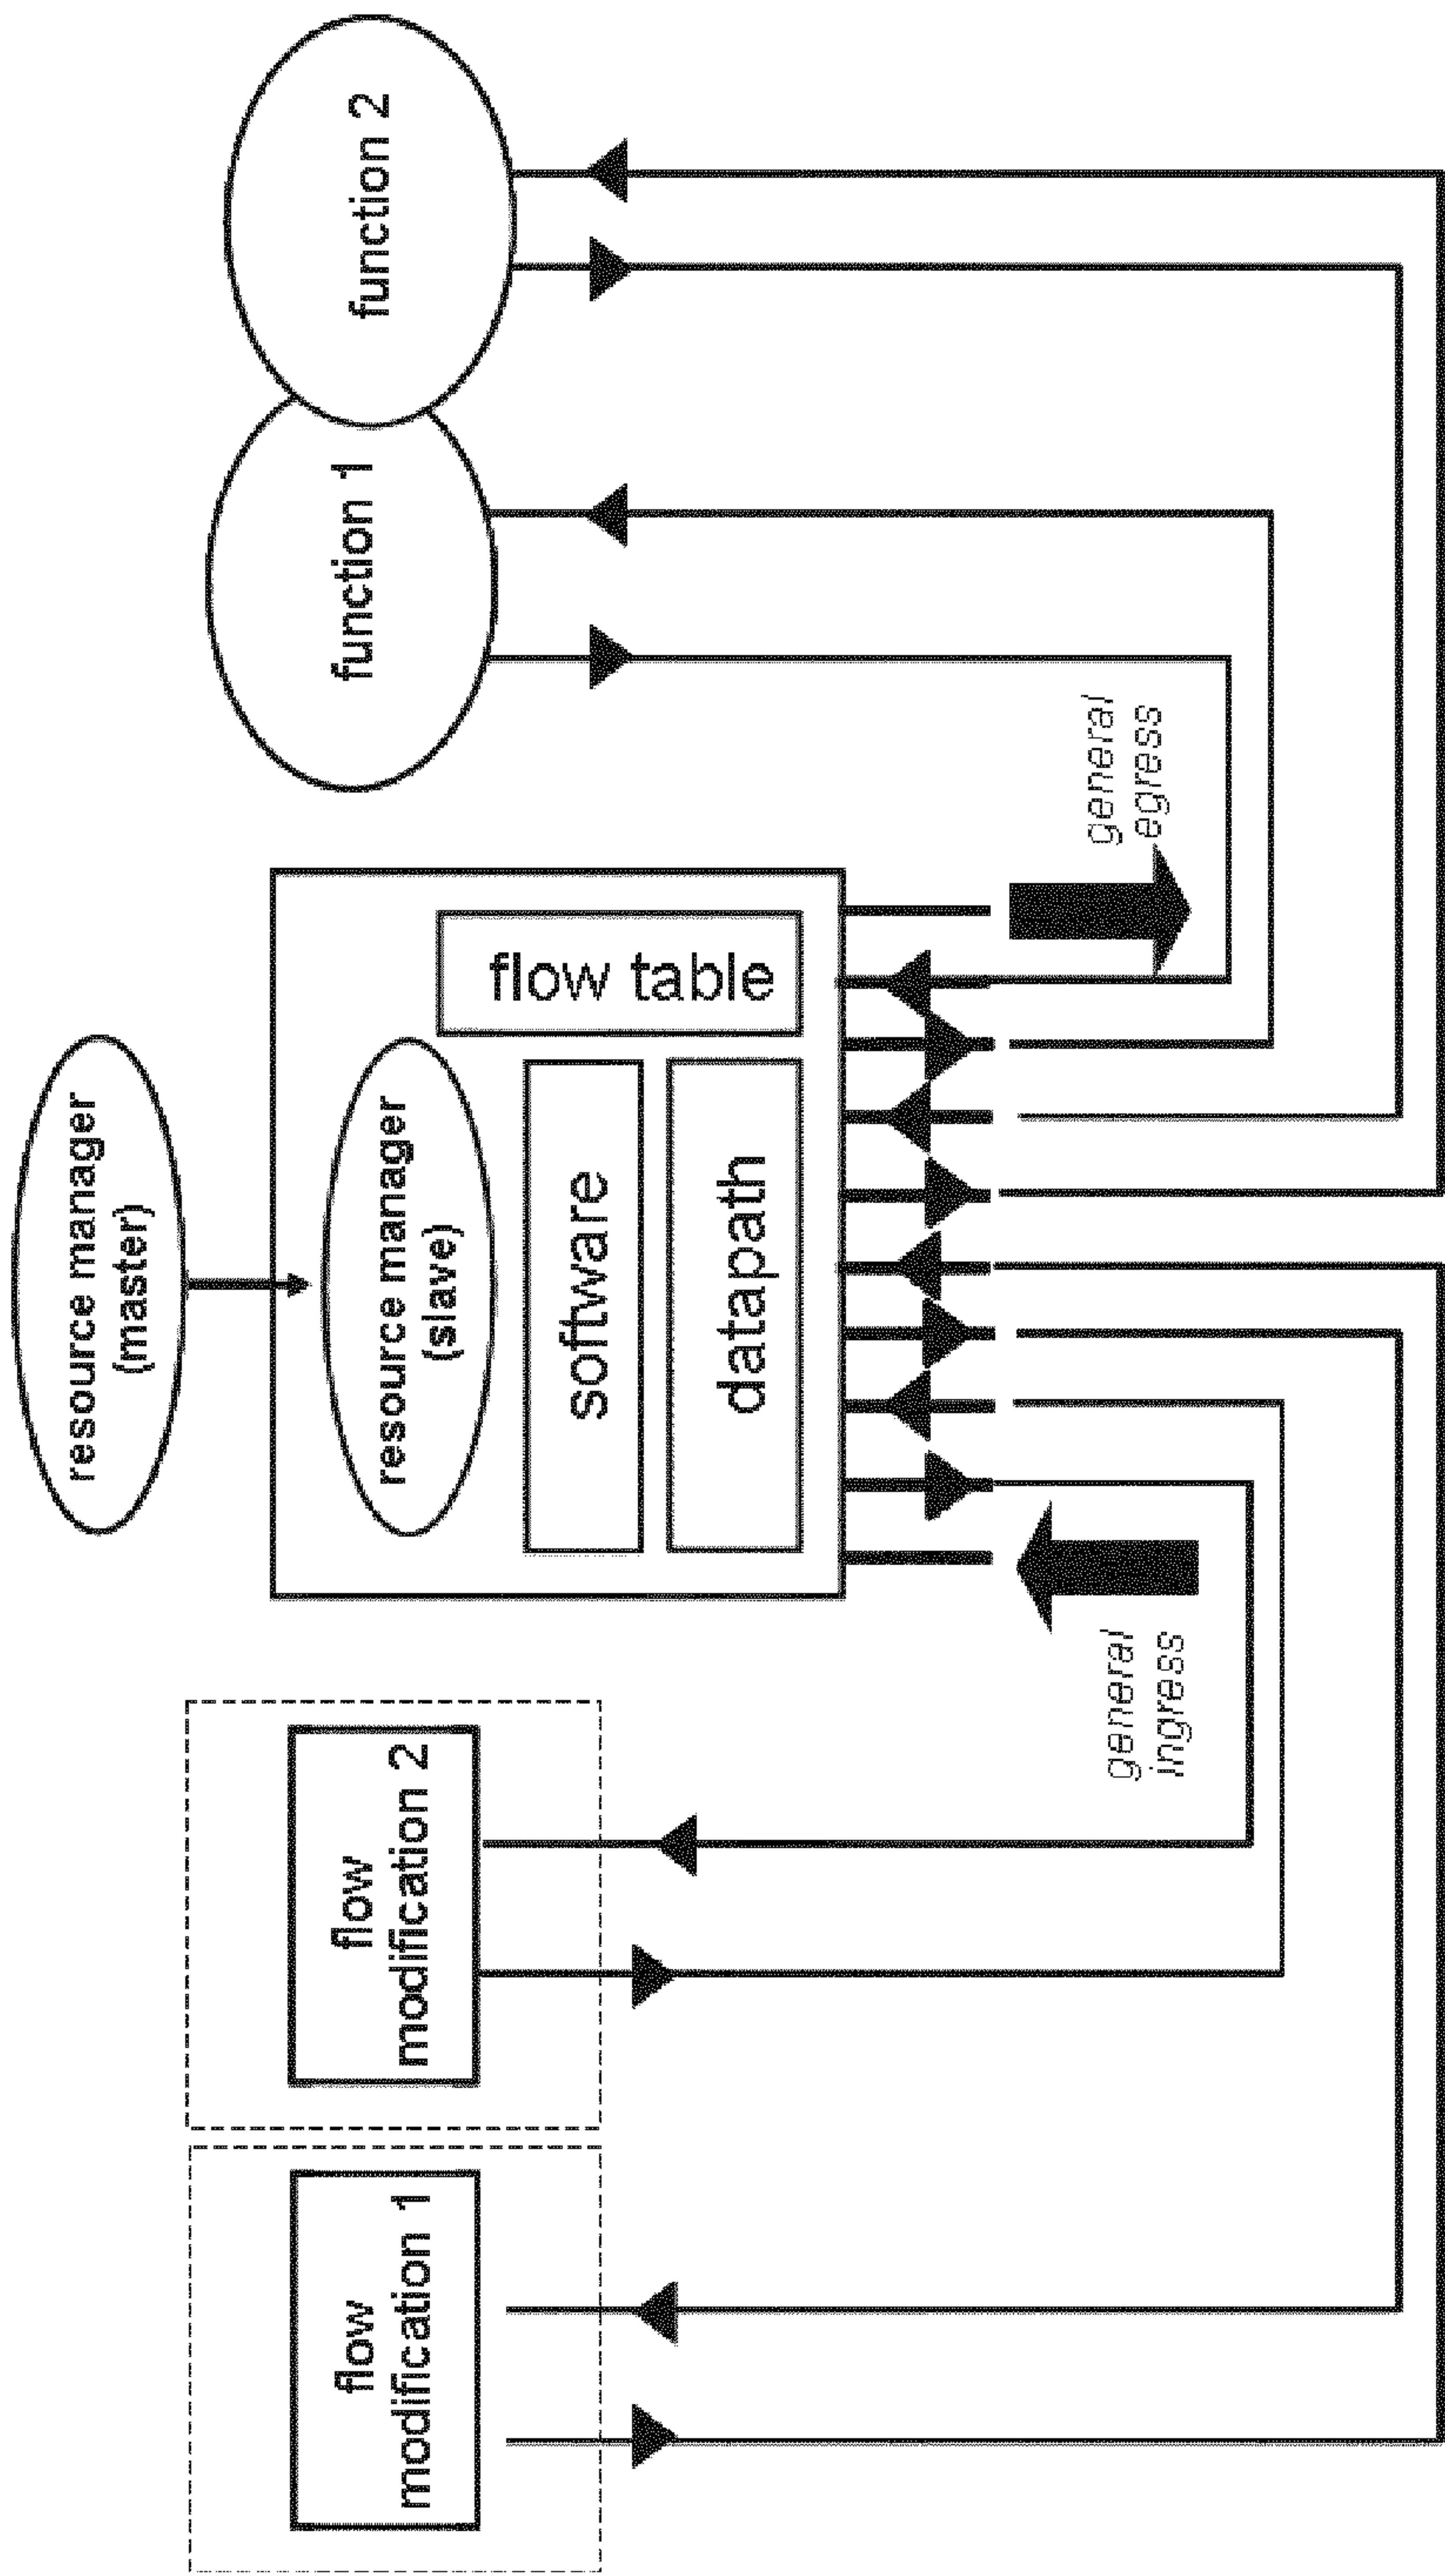 resource manager
(master)
flow
modification 1
flow
modification 2
resource manager
(slave)
software
datapath
flow table
function 1
function 2
general
ingress
general
egress